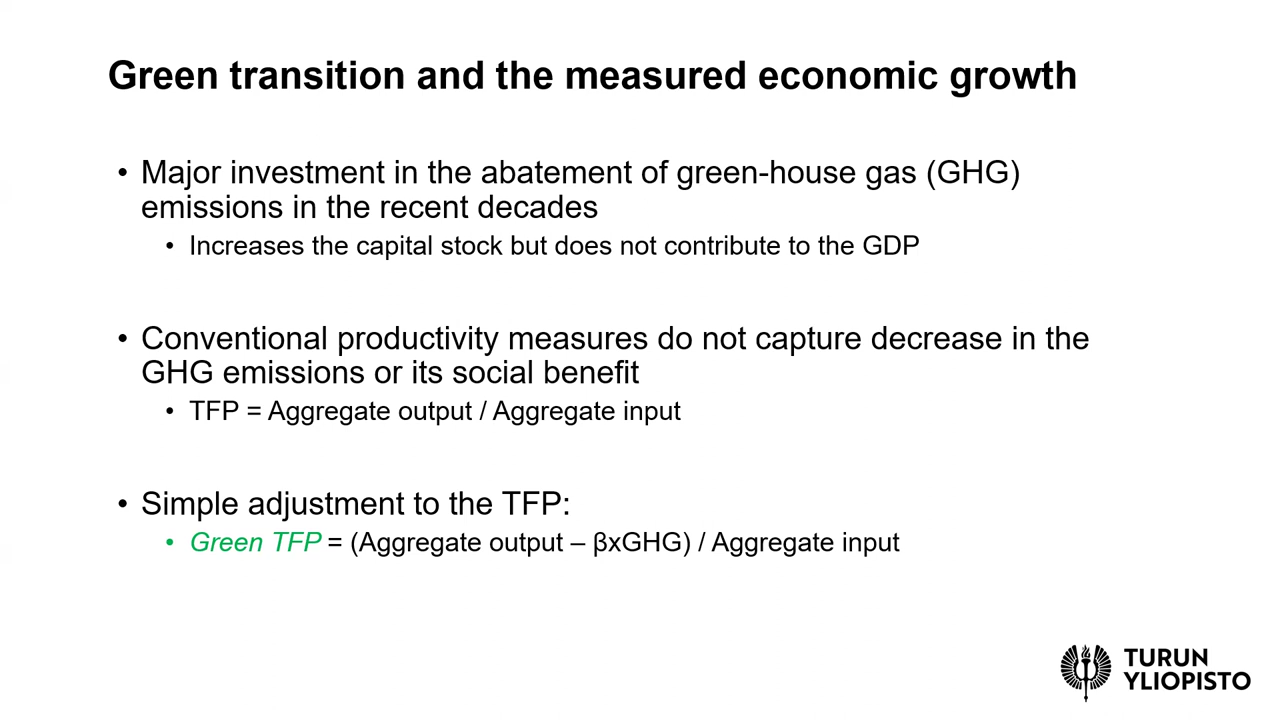 Green transition and the measured economic growth
• Major investment in the abatement of green-house gas (GHG)
emissions in the recent decades
• Increases the capital stock but does not contribute to the GDP
• Conventional productivity measures do not capture decrease in the
GHG emissions or its social benefit
• TFP = Aggregate output / Aggregate input
• Simple adjustment to the TFP:
• Green TFP = (Aggregate output – βxGHG) / Aggregate input
TURUN
YLIOPISTO